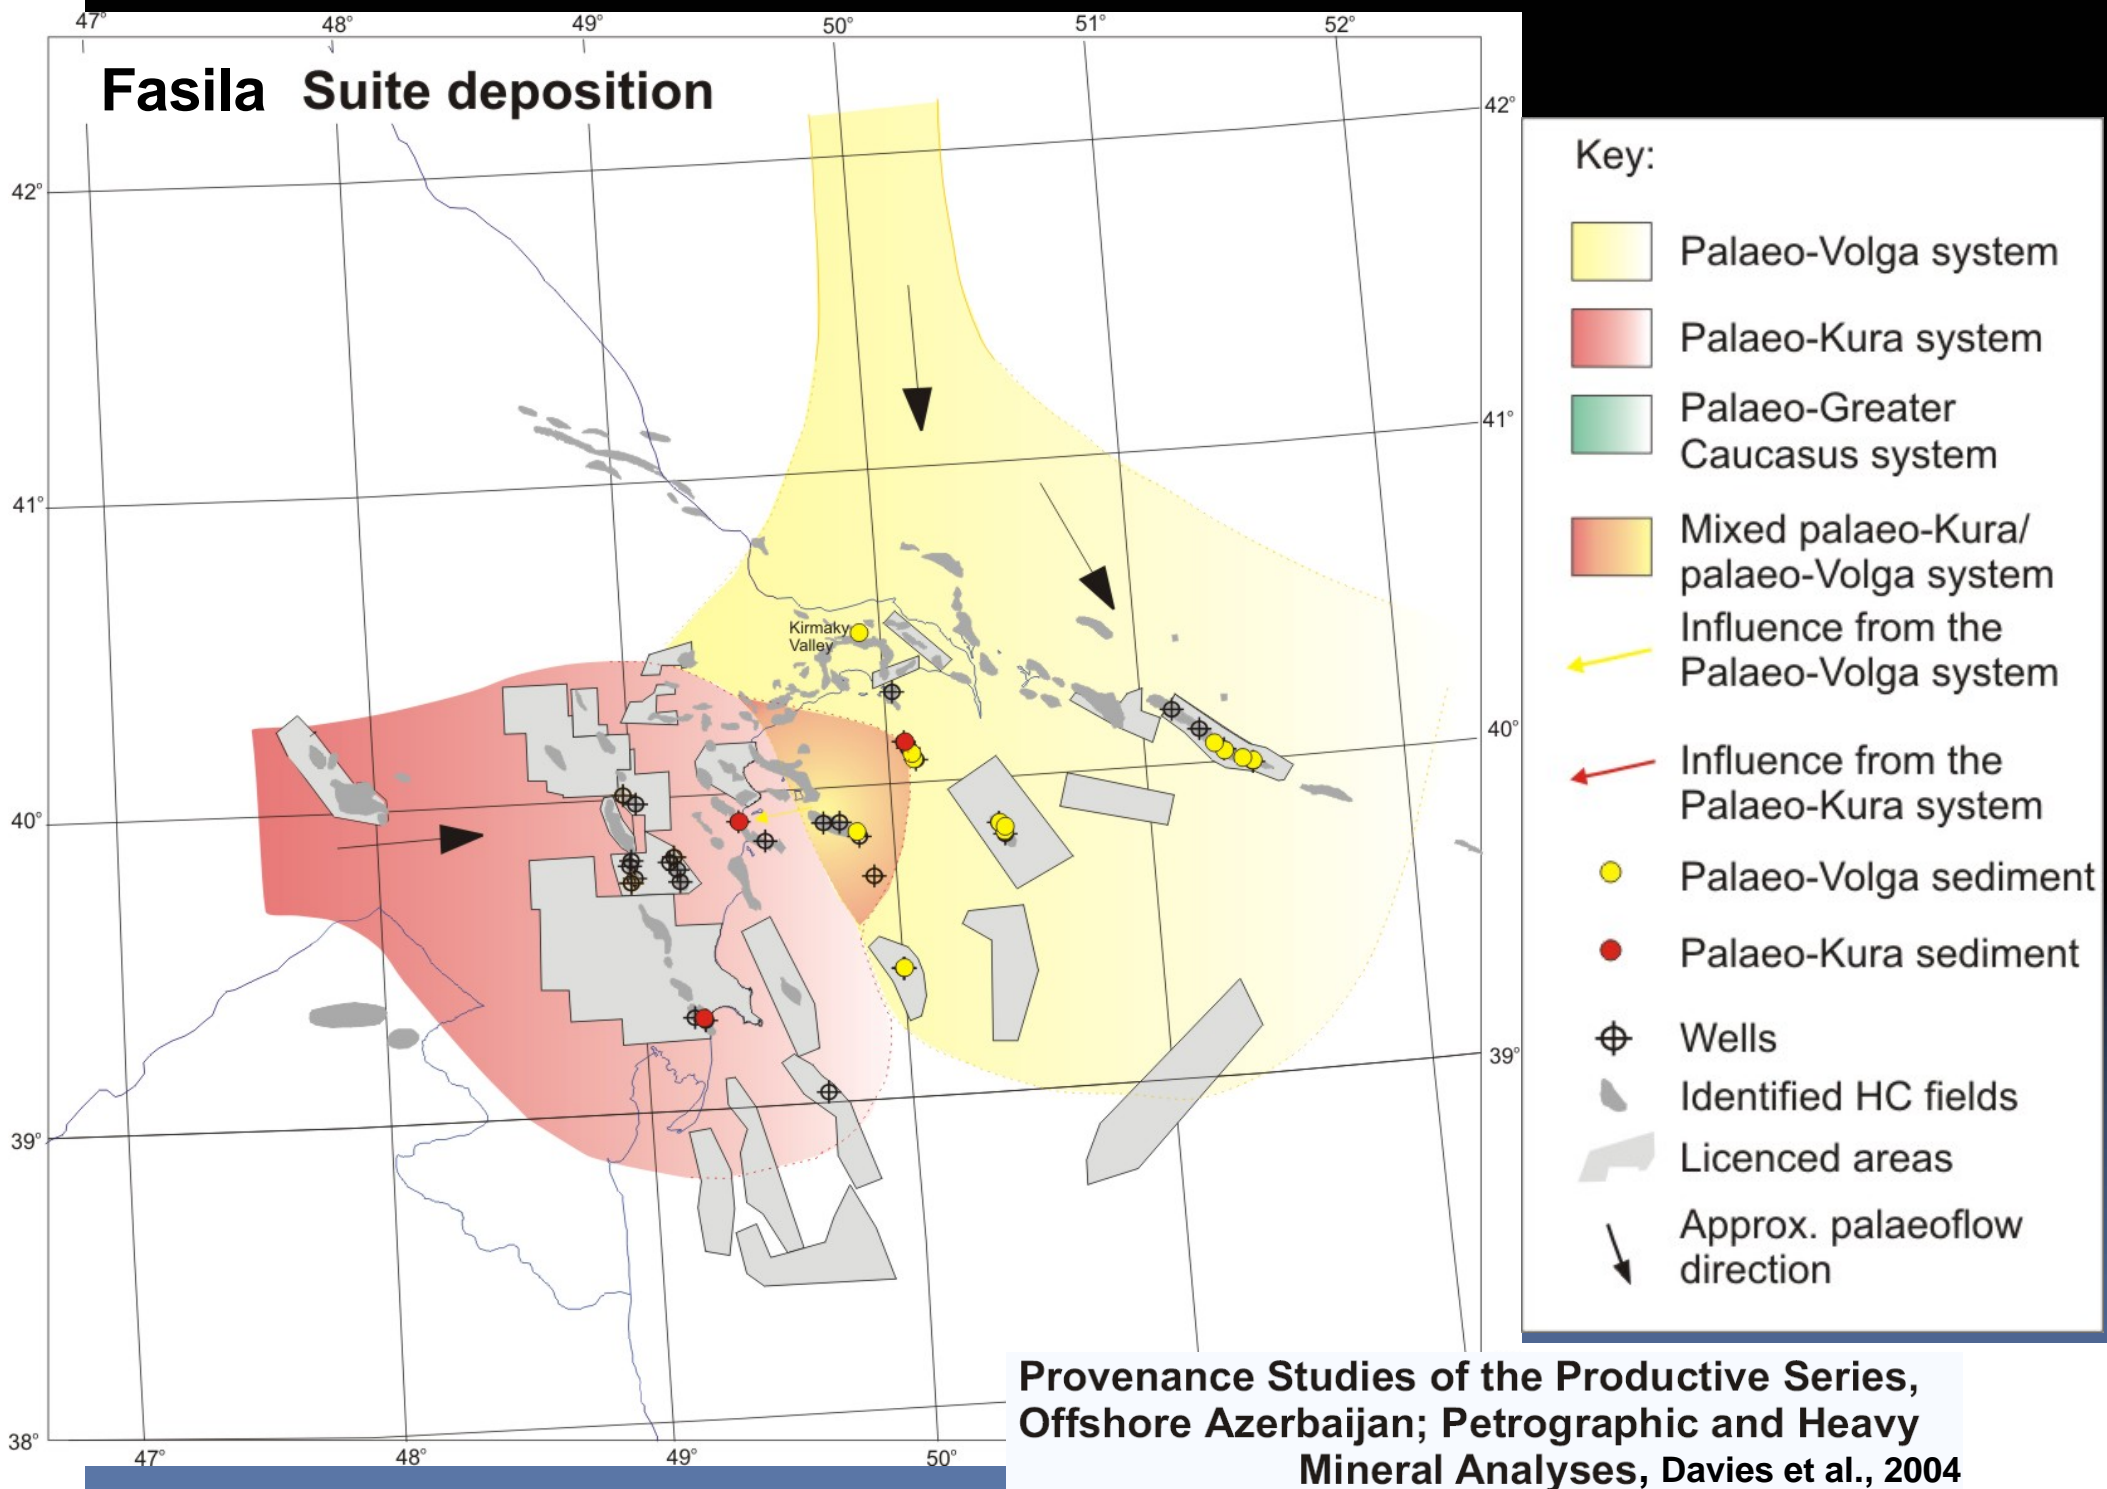 47° 48° 49° 50° 51° 52°
Fasila Suite deposition
42°
42°
41°
41°
40°
40°
39°
39°
38°
47° 48° 49° 50°
Kirmaky
Valley
Key:
Palaeo-Volga system
Palaeo-Kura system
Palaeo-Greater
Caucasus system
Mixed palaeo-Kura/
palaeo-Volga system
Influence from the
Palaeo-Volga system
Influence from the
Palaeo-Kura system
Palaeo-Volga sediment
Palaeo-Kura sediment
Wells
Identified HC fields
Licenced areas
Approx. palaeoflow
direction
Provenance Studies of the Productive Series,
Offshore Azerbaijan; Petrographic and Heavy
Mineral Analyses, Davies et al., 2004